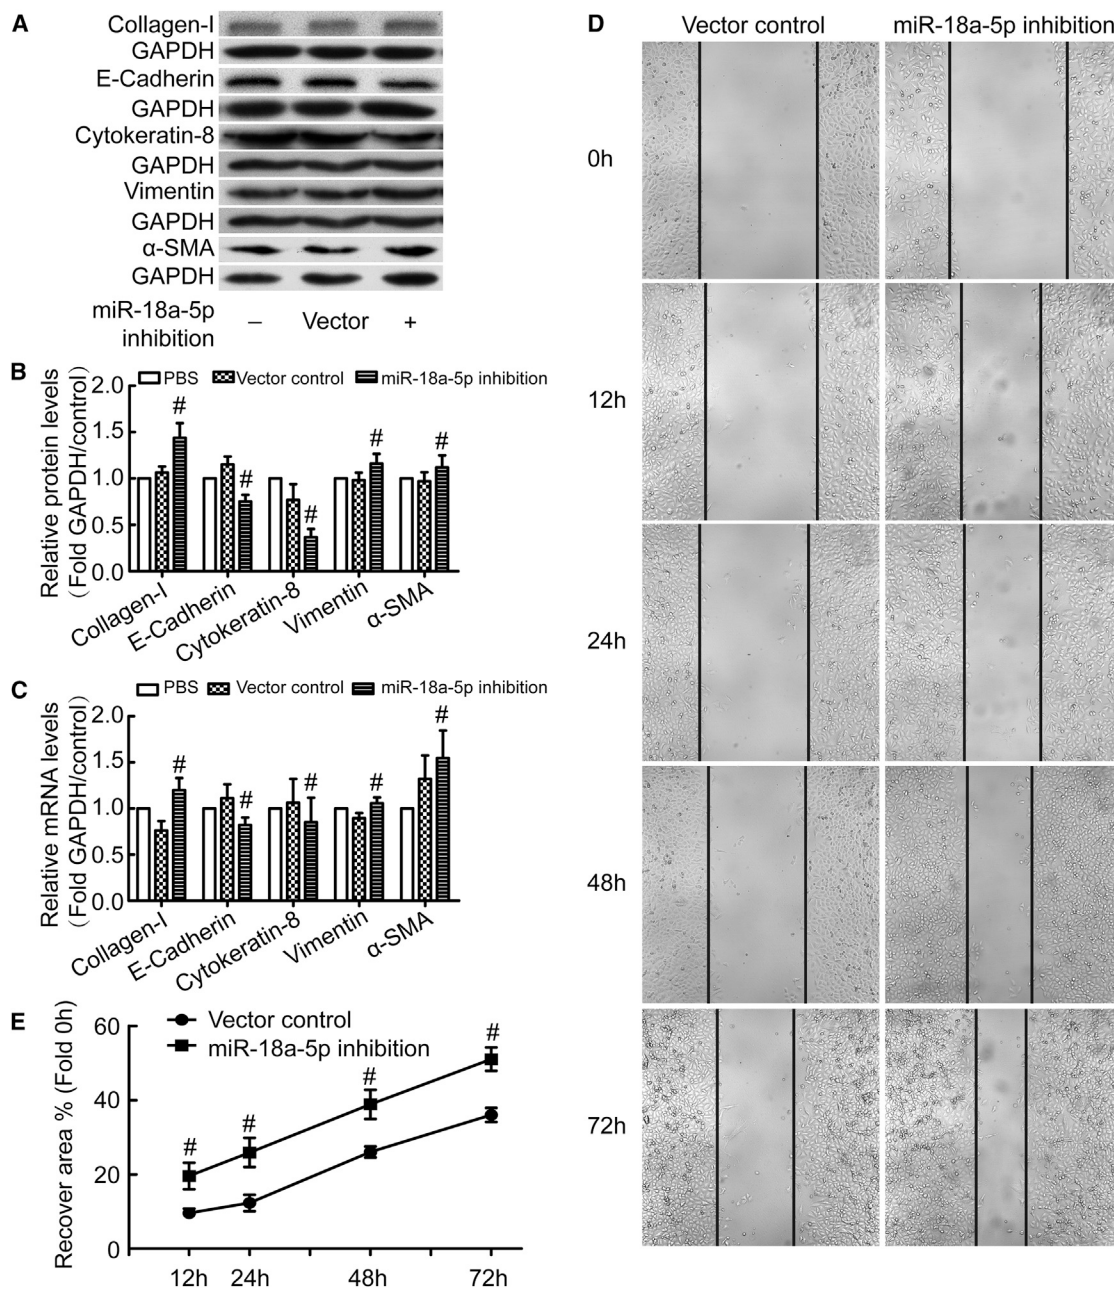 A
Collagen-I
GAPDH
E-Cadherin
GAPDH
Cytokeratin-8
GAPDH
Vimentin
GAPDH
α-SMA
GAPDH
miR-18a-5p inhibition
– Vector +
B
PBS Vector control miR-18a-5p inhibition
Relative protein levels
(Fold GAPDH/control)
2.0
1.5
1.0
0.5
0.0
# # # # #
Collagen-I
E-Cadherin
Cytokeratin-8
Vimentin
α-SMA
C
PBS Vector control miR-18a-5p inhibition
Relative mRNA levels
(Fold GAPDH/control)
2.0
1.5
1.0
0.5
0.0
# # # # #
Collagen-I
E-Cadherin
Cytokeratin-8
Vimentin
α-SMA
E
Vector control
miR-18a-5p inhibition
Recover area % (Fold 0h)
60
40
20
0
# # # #
12h 24h 48h 72h
D
Vector control miR-18a-5p inhibition
0h
12h
24h
48h
72h